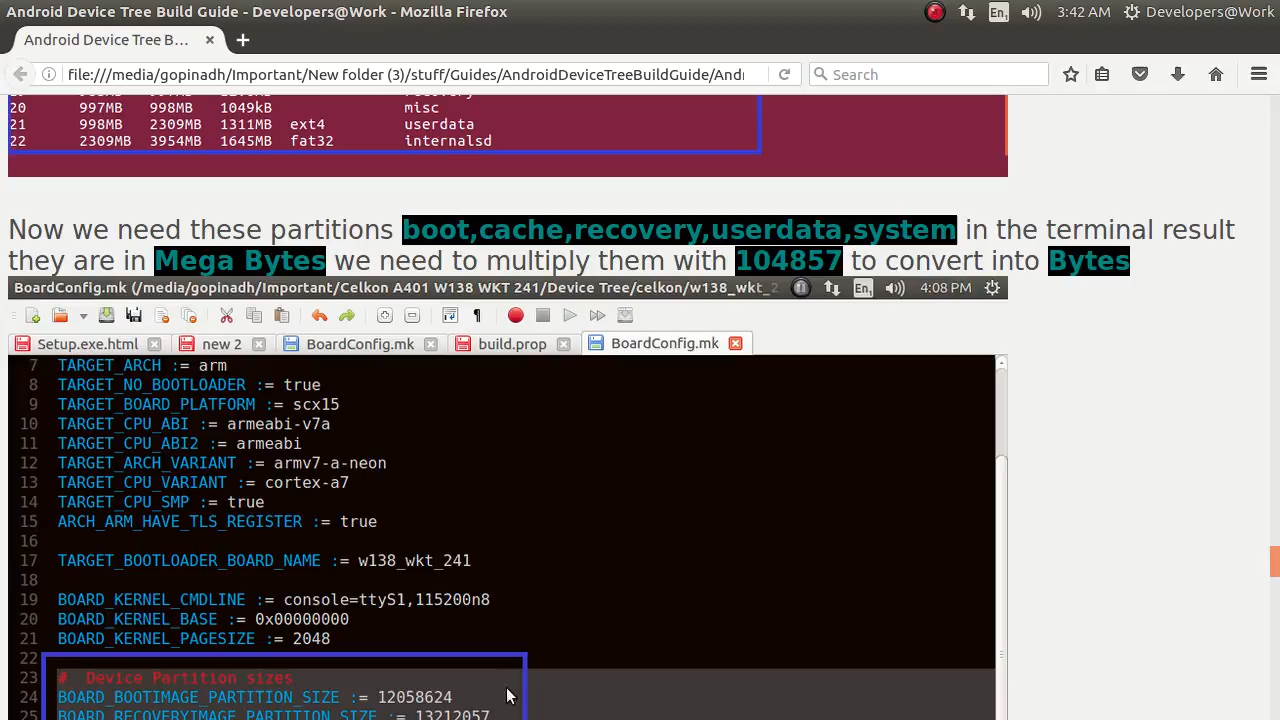 Android Device Tree Build Guide - Developers@Work - Mozilla Firefox
En1 3:42 AM Developers@Work
Android Device Tree B... × +
file:///media/gopinadh/Important/New folder (3)/stuff/Guides/AndroidDeviceTreeBuildGuide/And
Search
20 997MB 998MB 1049kB misc
21 998MB 2309MB 1311MB ext4 userdata
22 2309MB 3954MB 1645MB fat32 internalsd
Now we need these partitions boot,cache,recovery,userdata,system in the terminal result
they are in Mega Bytes we need to multiply them with 104857 to convert into Bytes
BoardConfig.mk (/media/gopinadh/Important/Celkon A401 W138 WKT 241/Device Tree/celkon/w138_wkt_2 En1 4:08 PM
Setup.exe.html new 2 BoardConfig.mk build.prop BoardConfig.mk
7 TARGET_ARCH := arm
8 TARGET_NO_BOOTLOADER := true
9 TARGET_BOARD_PLATFORM := scx15
10 TARGET_CPU_ABI := armeabi-v7a
11 TARGET_CPU_ABI2 := armeabi
12 TARGET_ARCH_VARIANT := armv7-a-neon
13 TARGET_CPU_VARIANT := cortex-a7
14 TARGET_CPU_SMP := true
15 ARCH_ARM_HAVE_TLS_REGISTER := true
16
17 TARGET_BOOTLOADER_BOARD_NAME := w138_wkt_241
18
19 BOARD_KERNEL_CMDLINE := console=ttyS1,115200n8
20 BOARD_KERNEL_BASE := 0x00000000
21 BOARD_KERNEL_PAGESIZE := 2048
22
23 # Device Partition sizes
24 BOARD_BOOTIMAGE_PARTITION_SIZE := 12058624
25 BOARD_RECOVERYIMAGE_PARTITION_SIZE := 13212057